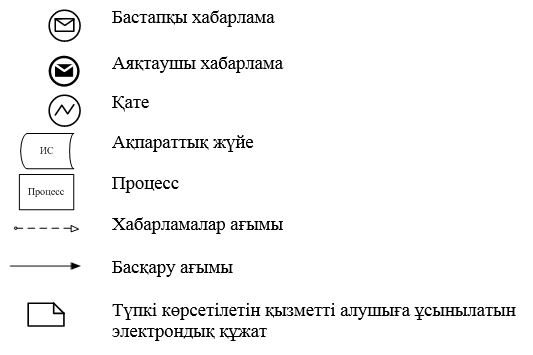 Бастапқы хабарлама
Аяқтаушы хабарлама
Қате
ИС
Ақпараттық жүйе
Процесс
Процесс
Хабарламалар ағымы
Басқару ағымы
Түпкі көрсетілетін қызметті алушыға ұсынылатын
электрондық құжат